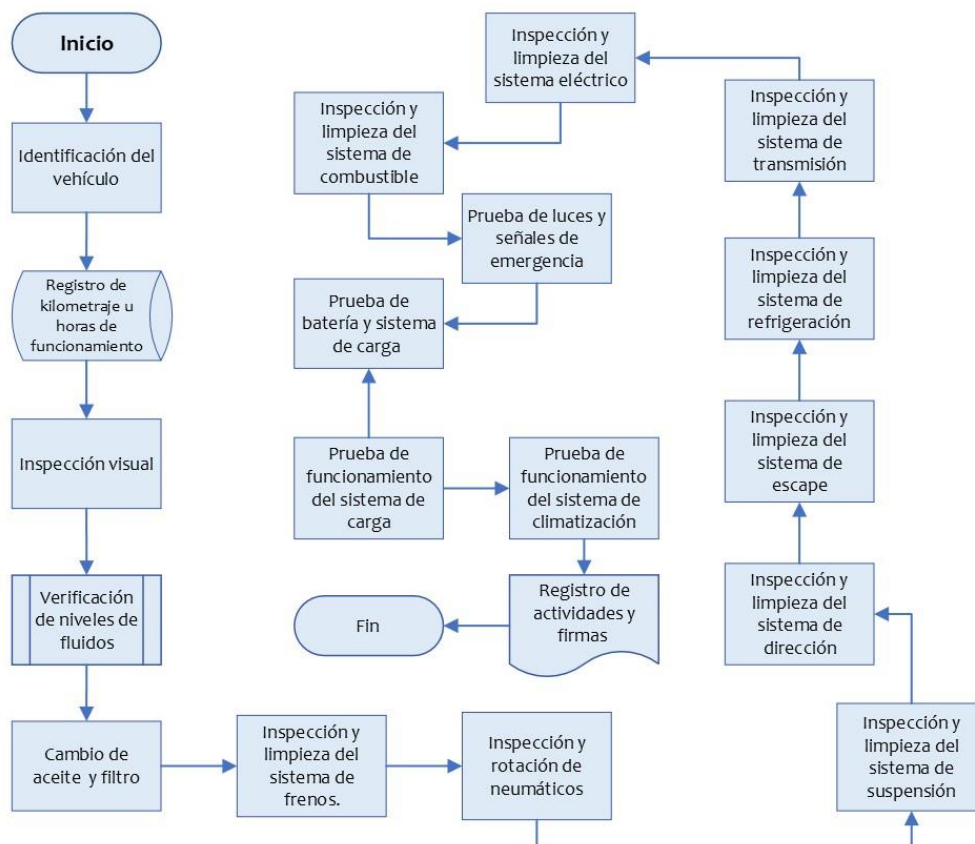 Inicio
Identificación del
vehículo
Registro de
kilometraje u
horas de
funcionamiento
Inspección visual
Verificación
de niveles de
fluidos
Cambio de
aceite y filtro
Inspección y
limpieza del
sistema de
frenos.
Inspección y
rotación de
neumáticos
Inspección y
limpieza del
sistema de
suspensión
Inspección y
limpieza del
sistema de
dirección
Inspección y
limpieza del
sistema de
escape
Inspección y
limpieza del
sistema de
refrigeración
Inspección y
limpieza del
sistema de
transmisión
Inspección y
limpieza del
sistema eléctrico
Inspección y
limpieza del
sistema de
combustible
Prueba de luces y
señales de
emergencia
Prueba de
batería y sistema
de carga
Prueba de
funcionamiento
del sistema de
carga
Prueba de
funcionamiento
del sistema de
climatización
Registro de
actividades y
firmas
Fin